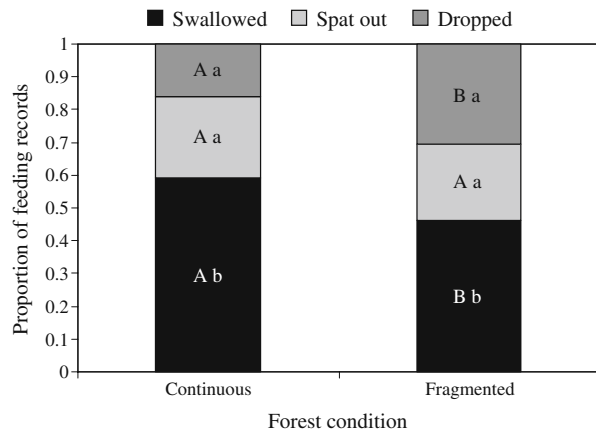 Swallowed Spat out Dropped
1
0.9
0.8
0.7
0.6
0.5
0.4
0.3
0.2
0.1
0
Proportion of feeding records
A a
A a
A b
B a
A a
B b
Continuous Fragmented
Forest condition